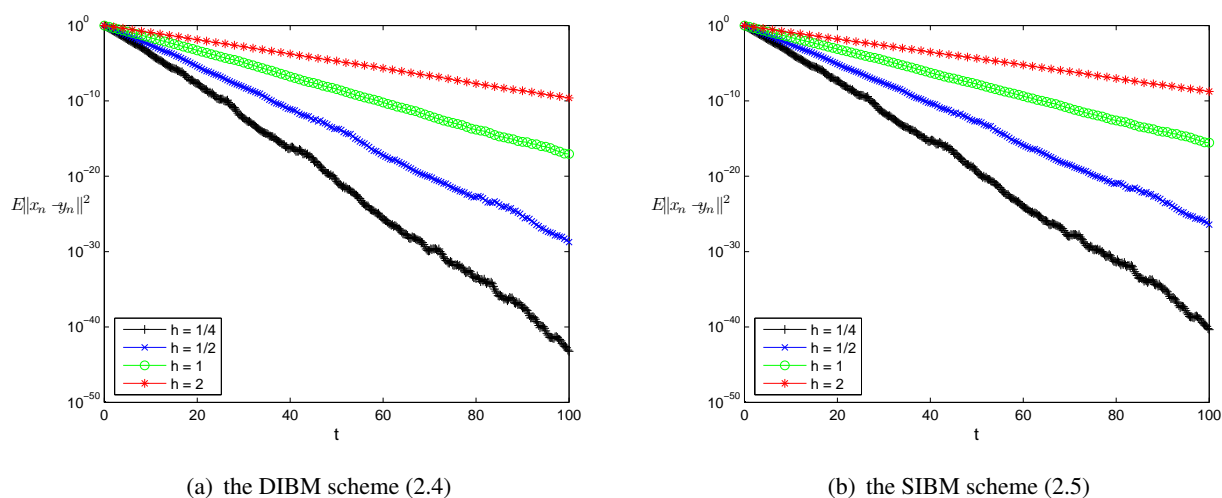 10^0
10^-10
10^-20
E||x_n -y_n||^2
10^-30
10^-40
10^-50
h = 1/4
h = 1/2
h = 1
h = 2
0 20 40 60 80 100
t
(a) the DIBM scheme (2.4)
10^0
10^-10
10^-20
E||x_n -y_n||^2
10^-30
10^-40
10^-50
h = 1/4
h = 1/2
h = 1
h = 2
0 20 40 60 80 100
t
(b) the SIBM scheme (2.5)